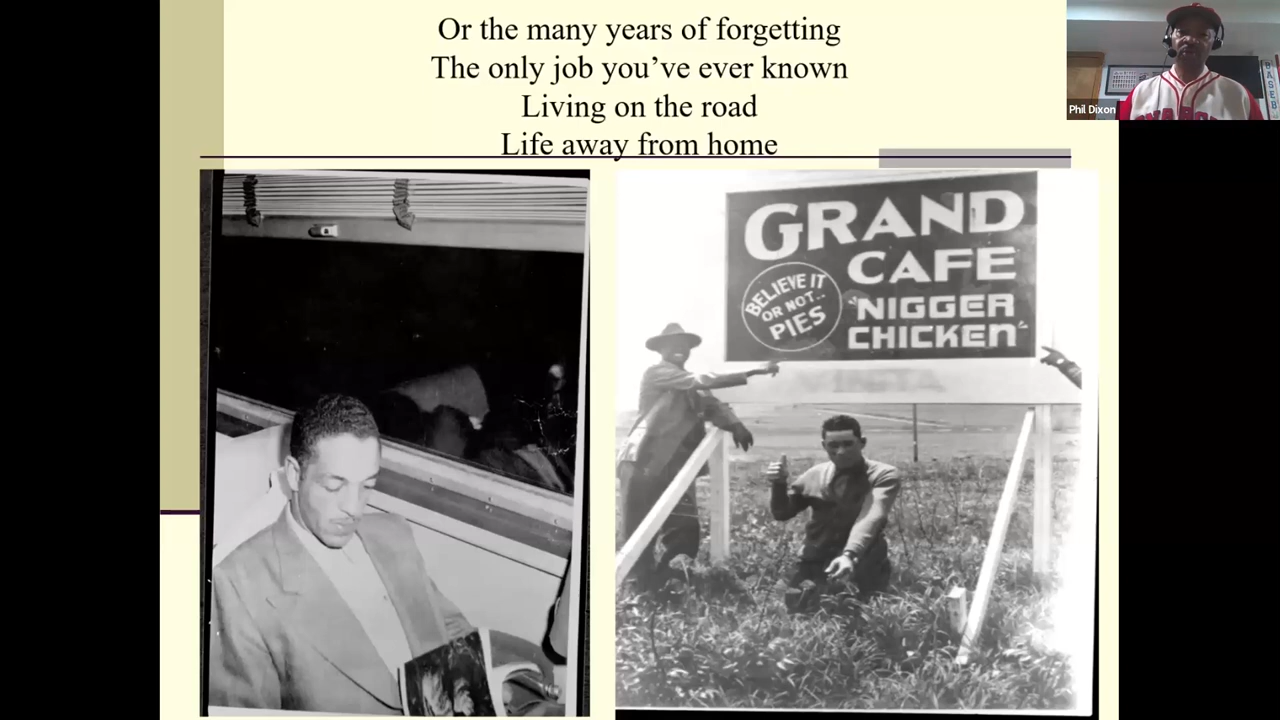 Or the many years of forgetting
The only job you’ve ever known
Living on the road
Life away from home
Phil Dixon
GRAND
CAFE
BELIEVE IT
OR NOT..
PIES
"NIGGER
CHICKEN"